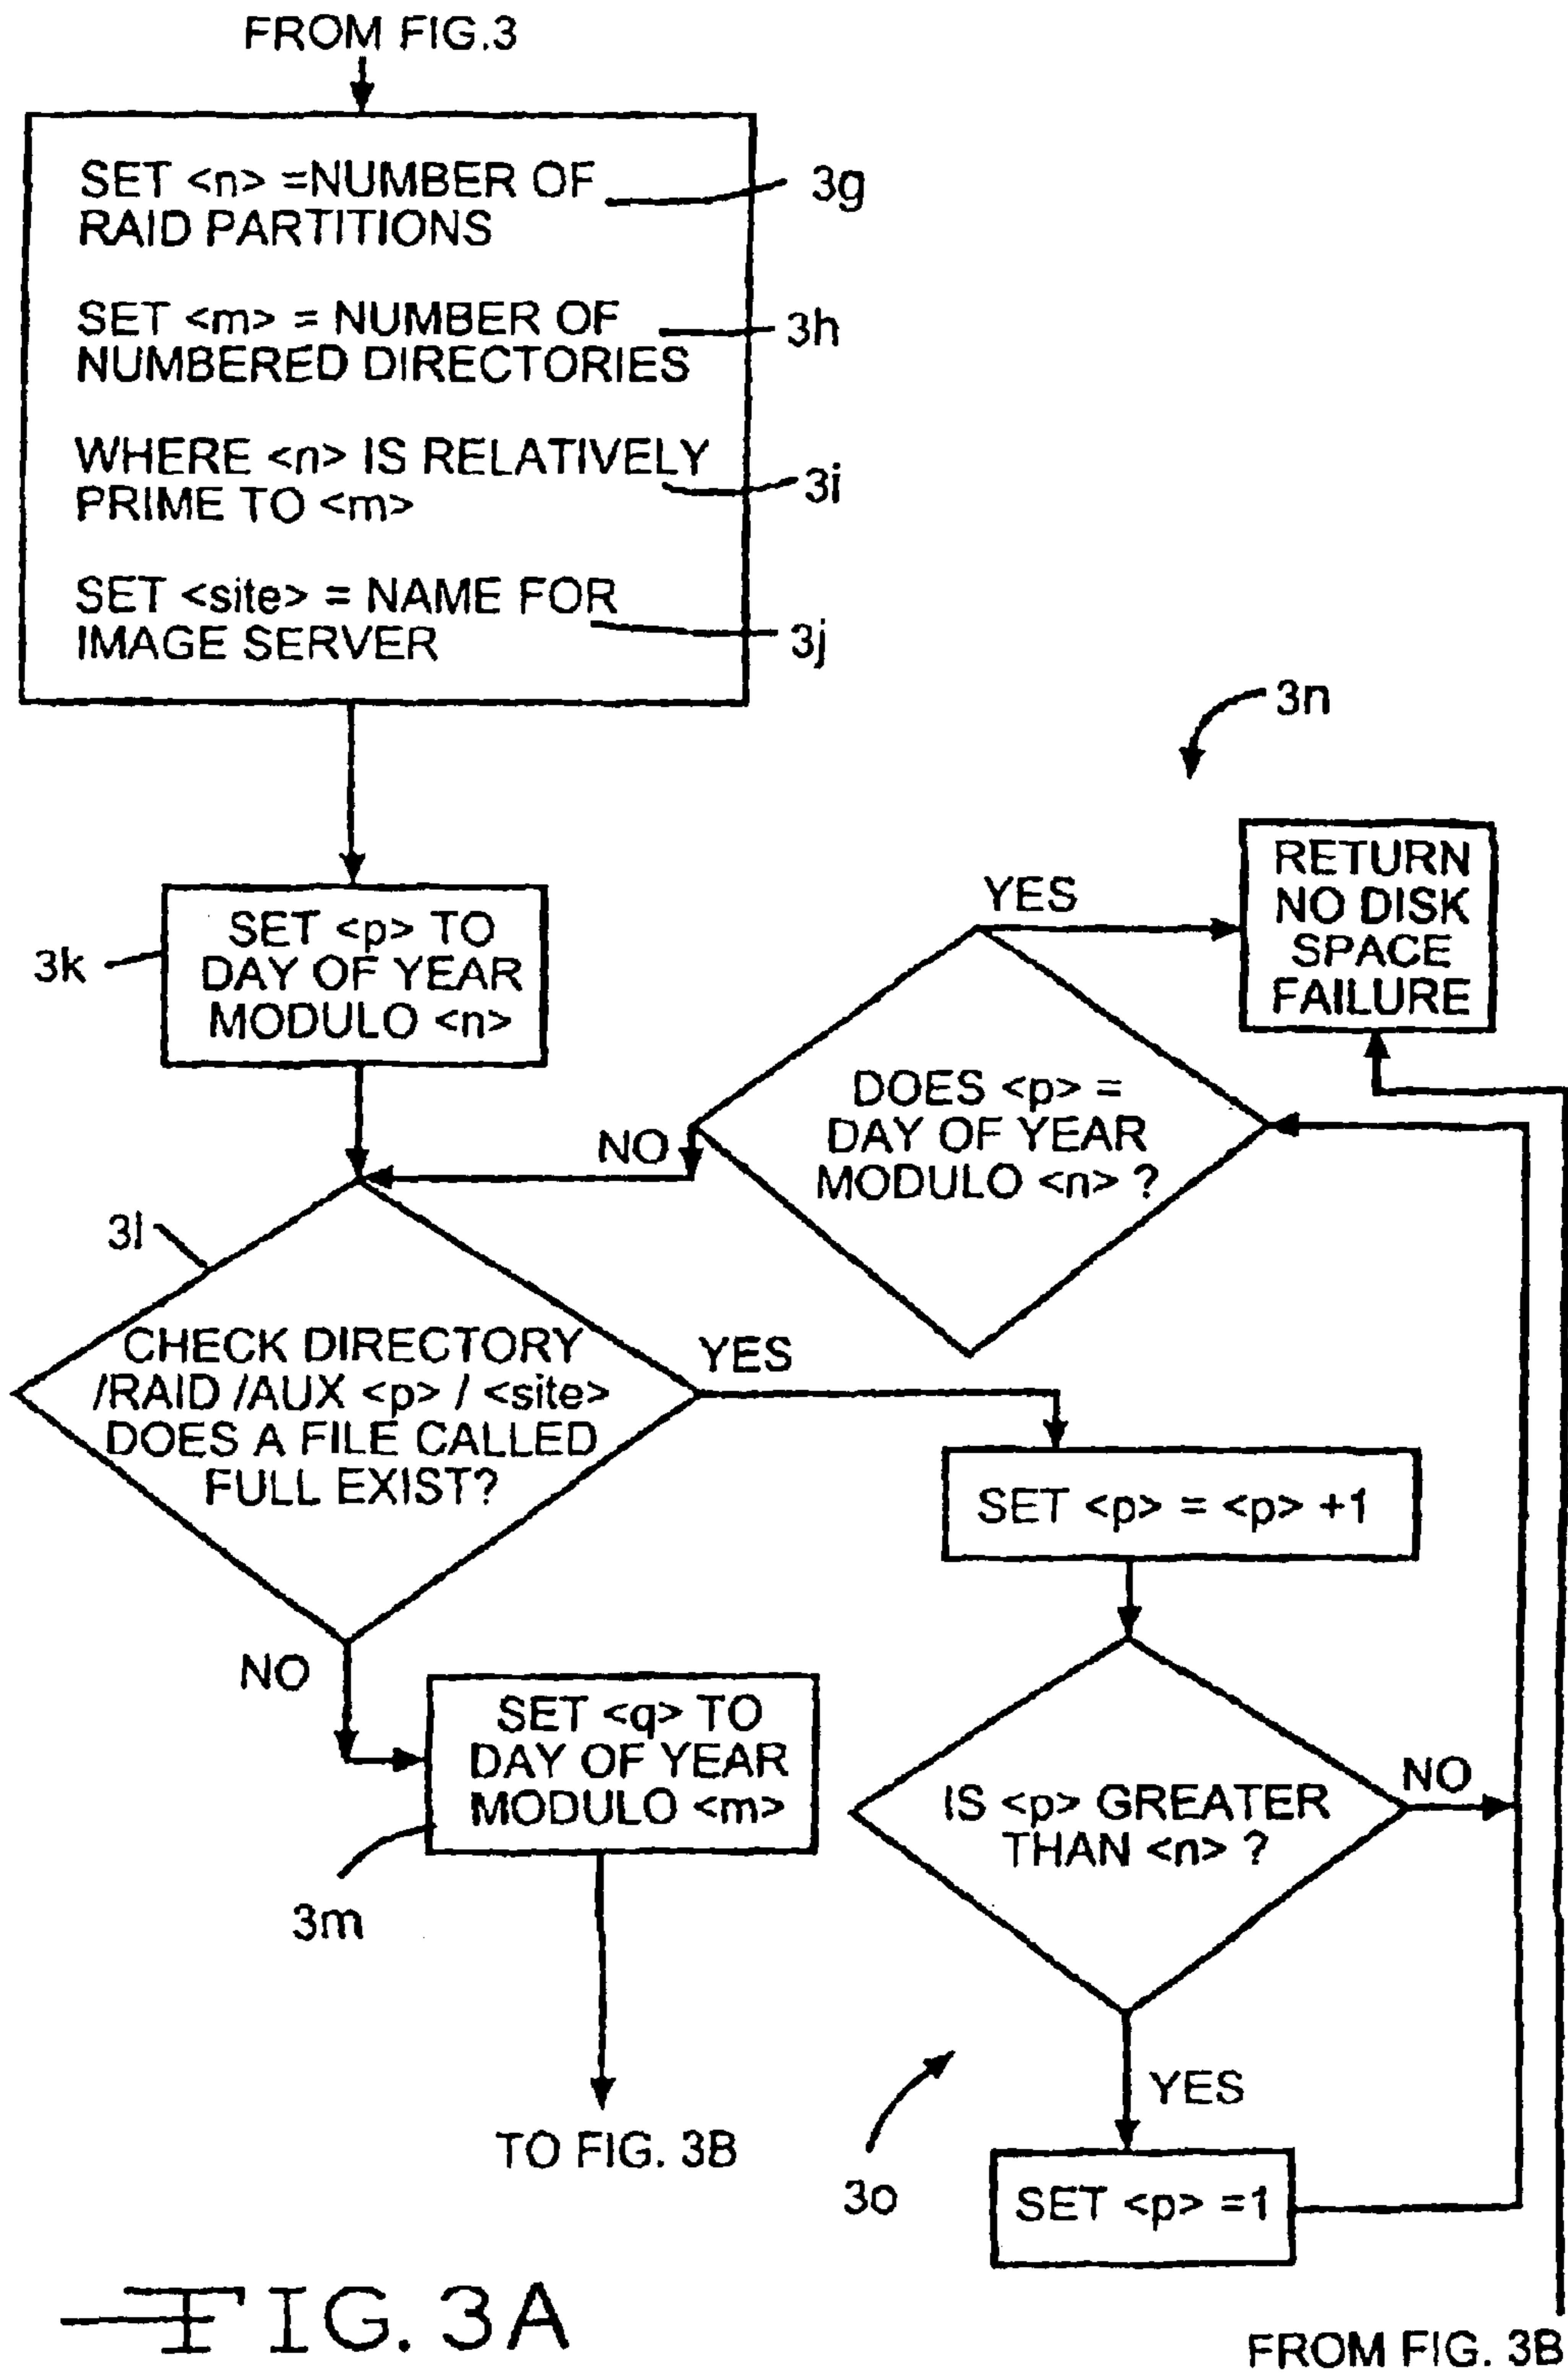 FROM FIG.3
SET <n> =NUMBER OF
RAID PARTITIONS
3g
SET <m> = NUMBER OF
NUMBERED DIRECTORIES
3h
WHERE <n> IS RELATIVELY
PRIME TO <m>
3i
SET <site> = NAME FOR
IMAGE SERVER
3j
3n
SET <p> TO
DAY OF YEAR
MODULO <n>
3k
YES
RETURN
NO DISK
SPACE
FAILURE
DOES <p> =
DAY OF YEAR
MODULO <n> ?
NO
3l
CHECK DIRECTORY
/RAID /AUX <p> / <site>
DOES A FILE CALLED
FULL EXIST?
YES
SET <p> = <p> +1
NO
SET <q> TO
DAY OF YEAR
MODULO <m>
3m
IS <p> GREATER
THAN <n> ?
NO
YES
TO FIG. 3B
3o
SET <p> =1
FIG. 3A
FROM FIG. 3B